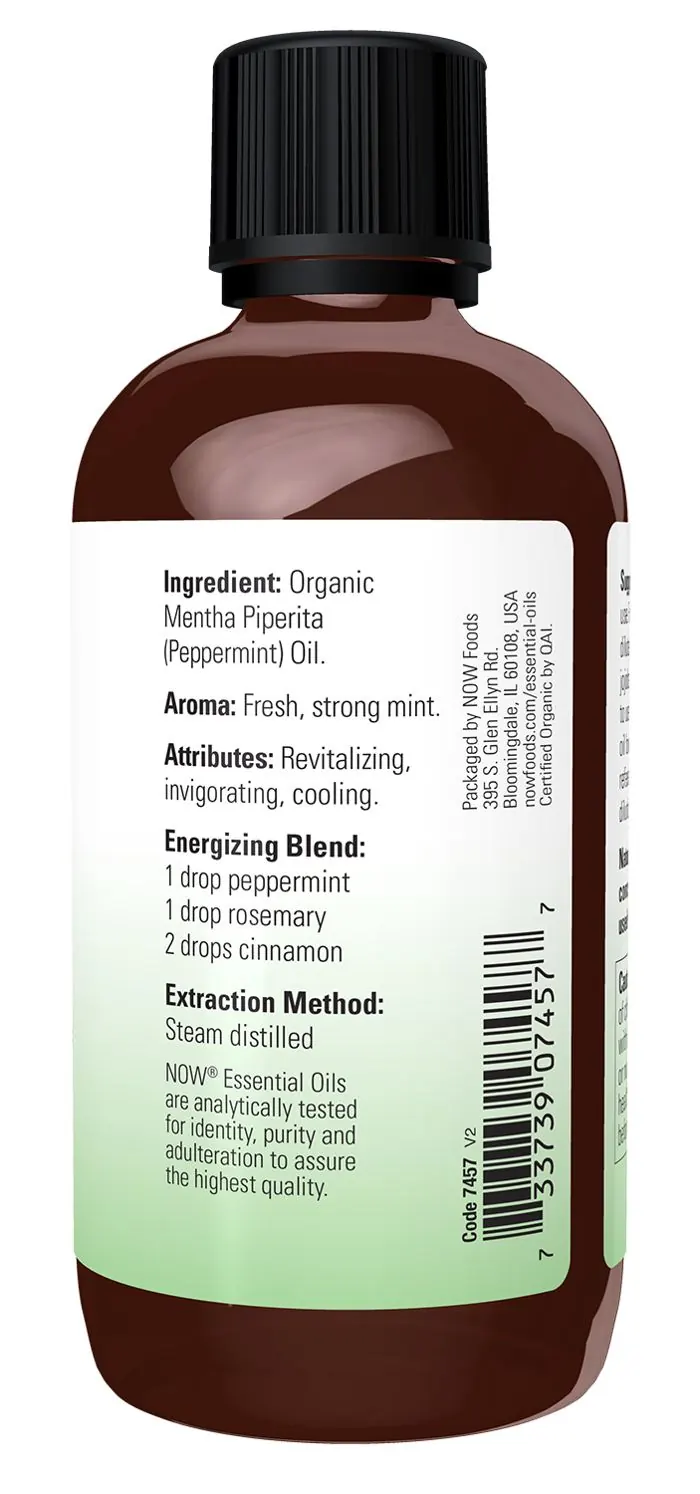 Ingredient: Organic
Mentha Piperita
(Peppermint) Oil.
Aroma: Fresh, strong mint.
Attributes: Revitalizing,
invigorating, cooling.
Energizing Blend:
1 drop peppermint
1 drop rosemary
2 drops cinnamon
Extraction Method:
Steam distilled
NOW® Essential Oils
are analytically tested
for identity, purity and
adulteration to assure
the highest quality.
Packaged by NOW Foods
395 S. Glen Ellyn Rd.
Bloomingdale, IL 60108, USA
nowfoods.com/essential-oils
Certified Organic by QAI.
Code 7457 V2
7 33739 07457 7